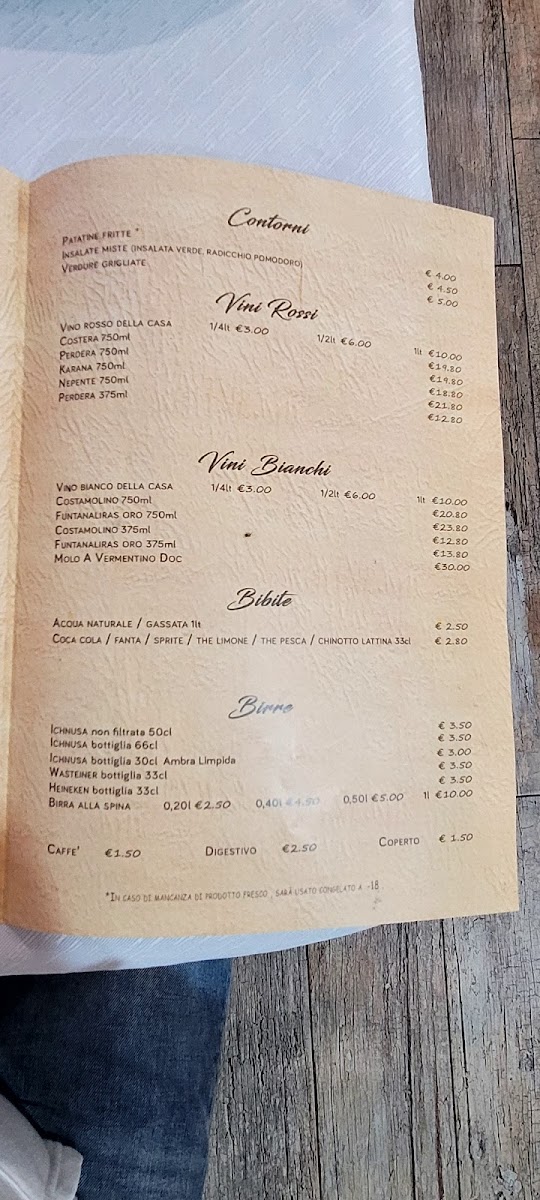 Contorni
PATATINE FRITTE * € 4.00
INSALATE MISTE (INSALATA VERDE, RADICCHIO,POMODORO) € 4.50
VERDURE GRIGLIATE € 5.00
Vini Rossi
VINO ROSSO DELLA CASA 1/4lt €3.00 1/2lt €6.00 1lt €10.00
COSTERA 750ml €19.80
PERDERA 750ml €19.80
KARANA 750ml €18.80
NEPENTE 750ml €21.80
PERDERA 375ml €12.80
Vini Bianchi
VINO BIANCO DELLA CASA 1/4lt €3.00 1/2lt €6.00 1lt €10.00
COSTAMOLINO 750ml €20.80
FUNTANALIRAS ORO 750ml €23.80
COSTAMOLINO 375ml €12.80
FUNTANALIRAS ORO 375ml €13.80
MOLO A VERMENTINO DOC €30.00
Bibite
ACQUA NATURALE / GASSATA 1lt € 2.50
COCA COLA / FANTA / SPRITE / THE LIMONE / THE PESCA / CHINOTTO LATTINA 33cl € 2.80
Birre
ICHNUSA non filtrata 50cl € 3.50
ICHNUSA bottiglia 66cl € 3.50
ICHNUSA bottiglia 30cl Ambra Limpida € 3.00
WASTEINER bottiglia 33cl € 3.50
HEINEKEN bottiglia 33cl € 3.50
BIRRA ALLA SPINA 0,20l €2.50 0,40l €4.50 0,50l €5.00 1l €10.00
CAFFE' €1.50 DIGESTIVO €2.50 COPERTO € 1.50
*IN CASO DI MANCANZA DI PRODOTTO FRESCO , SARÀ USATO CONGELATO A -18